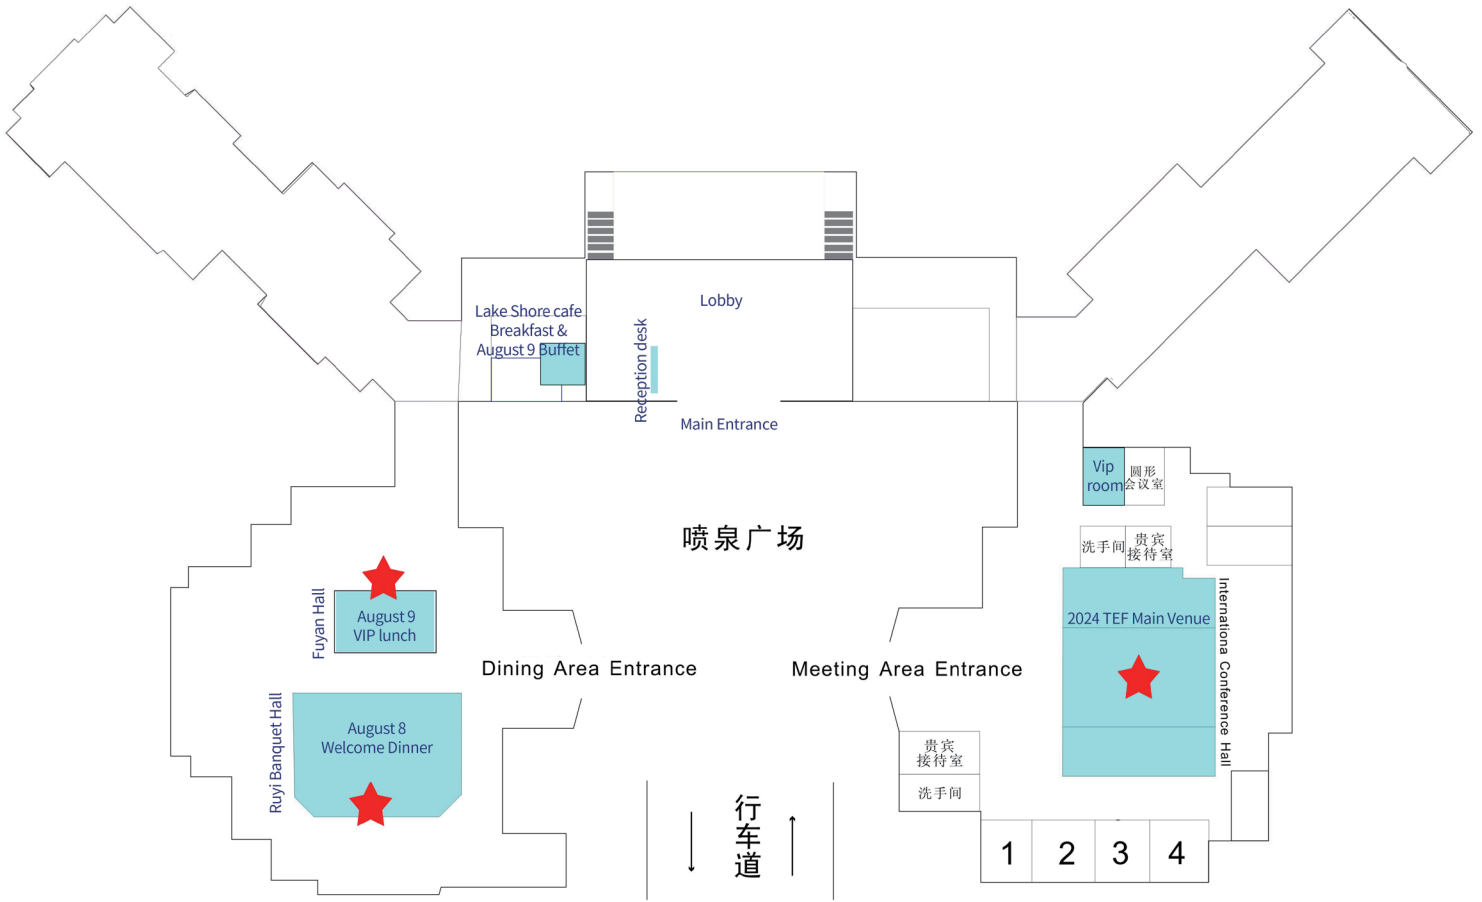 Lobby
Lake Shore cafe
Breakfast &
August 9 Buffet
Reception desk
Main Entrance
Vip
room
圆形
会议室
喷泉广场
洗手间
贵宾
接待室
Fuyan Hall
August 9
VIP lunch
2024 TEF Main Venue
Internationa Conference Hall
Dining Area Entrance
Meeting Area Entrance
Ruyi Banquet Hall
August 8
Welcome Dinner
贵宾
接待室
洗手间
行车道
1
2
3
4